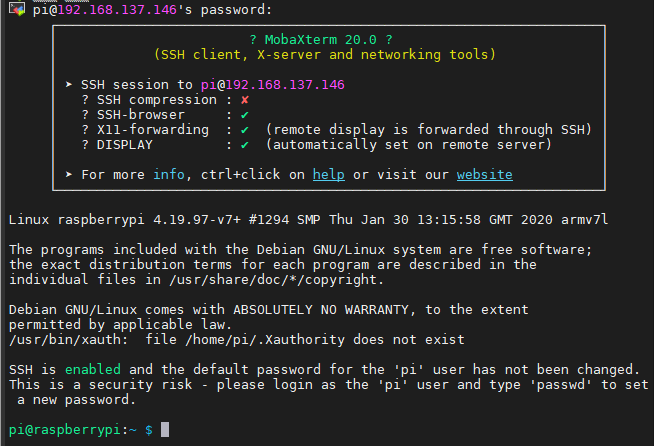 pi@192.168.137.146's password:
? MobaXterm 20.0 ?
(SSH client, X-server and networking tools)
➤ SSH session to pi@192.168.137.146
? SSH compression : ✘
? SSH-browser     : ✔
? X11-forwarding  : ✔  (remote display is forwarded through SSH)
? DISPLAY         : ✔  (automatically set on remote server)
➤ For more info, ctrl+click on help or visit our website
Linux raspberrypi 4.19.97-v7+ #1294 SMP Thu Jan 30 13:15:58 GMT 2020 armv7l
The programs included with the Debian GNU/Linux system are free software;
the exact distribution terms for each program are described in the
individual files in /usr/share/doc/*/copyright.
Debian GNU/Linux comes with ABSOLUTELY NO WARRANTY, to the extent
permitted by applicable law.
/usr/bin/xauth:  file /home/pi/.Xauthority does not exist
SSH is enabled and the default password for the 'pi' user has not been changed.
This is a security risk - please login as the 'pi' user and type 'passwd' to set
 a new password.
pi@raspberrypi:~ $